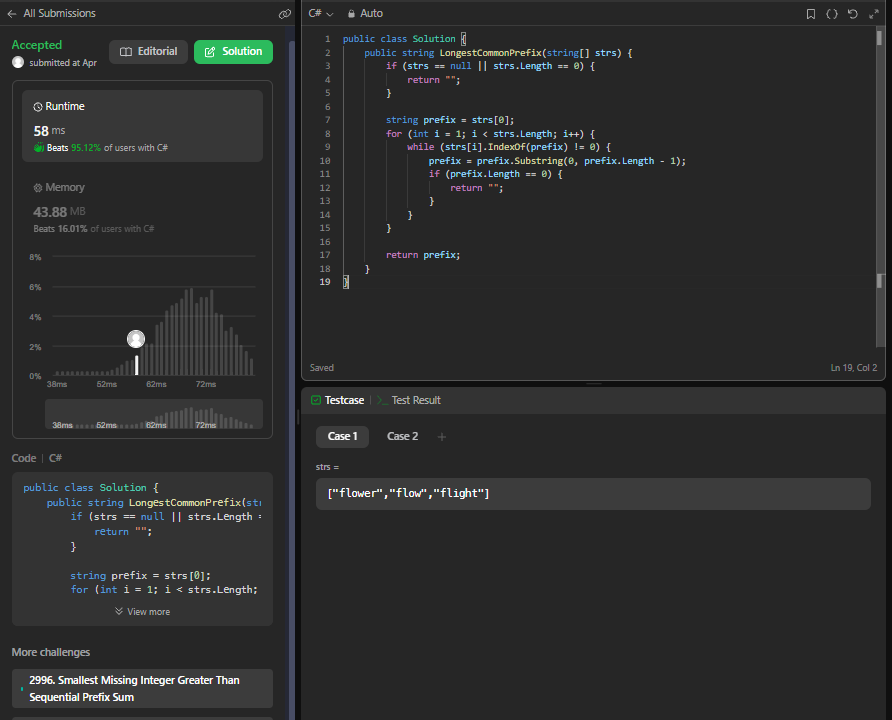 ← All Submissions
Accepted
submitted at Apr
Editorial
Solution
Runtime
58 ms
Beats 95.12% of users with C#
Memory
43.88 MB
Beats 16.01% of users with C#
8%
6%
4%
2%
0%
38ms 52ms 62ms 72ms
38ms 52ms 62ms 72ms
Code | C#
public class Solution {
public string LongestCommonPrefix(str
if (strs == null || strs.Length =
return "";
}
string prefix = strs[0];
for (int i = 1; i < strs.Length;
View more
More challenges
2996. Smallest Missing Integer Greater Than
Sequential Prefix Sum
C# Auto
1 public class Solution {
2 public string LongestCommonPrefix(string[] strs) {
3 if (strs == null || strs.Length == 0) {
4 return "";
5 }
6
7 string prefix = strs[0];
8 for (int i = 1; i < strs.Length; i++) {
9 while (strs[i].IndexOf(prefix) != 0) {
10 prefix = prefix.Substring(0, prefix.Length - 1);
11 if (prefix.Length == 0) {
12 return "";
13 }
14 }
15 }
16
17 return prefix;
18 }
19 }
Saved
Ln 19, Col 2
Testcase | >_ Test Result
Case 1 Case 2 +
strs =
["flower","flow","flight"]